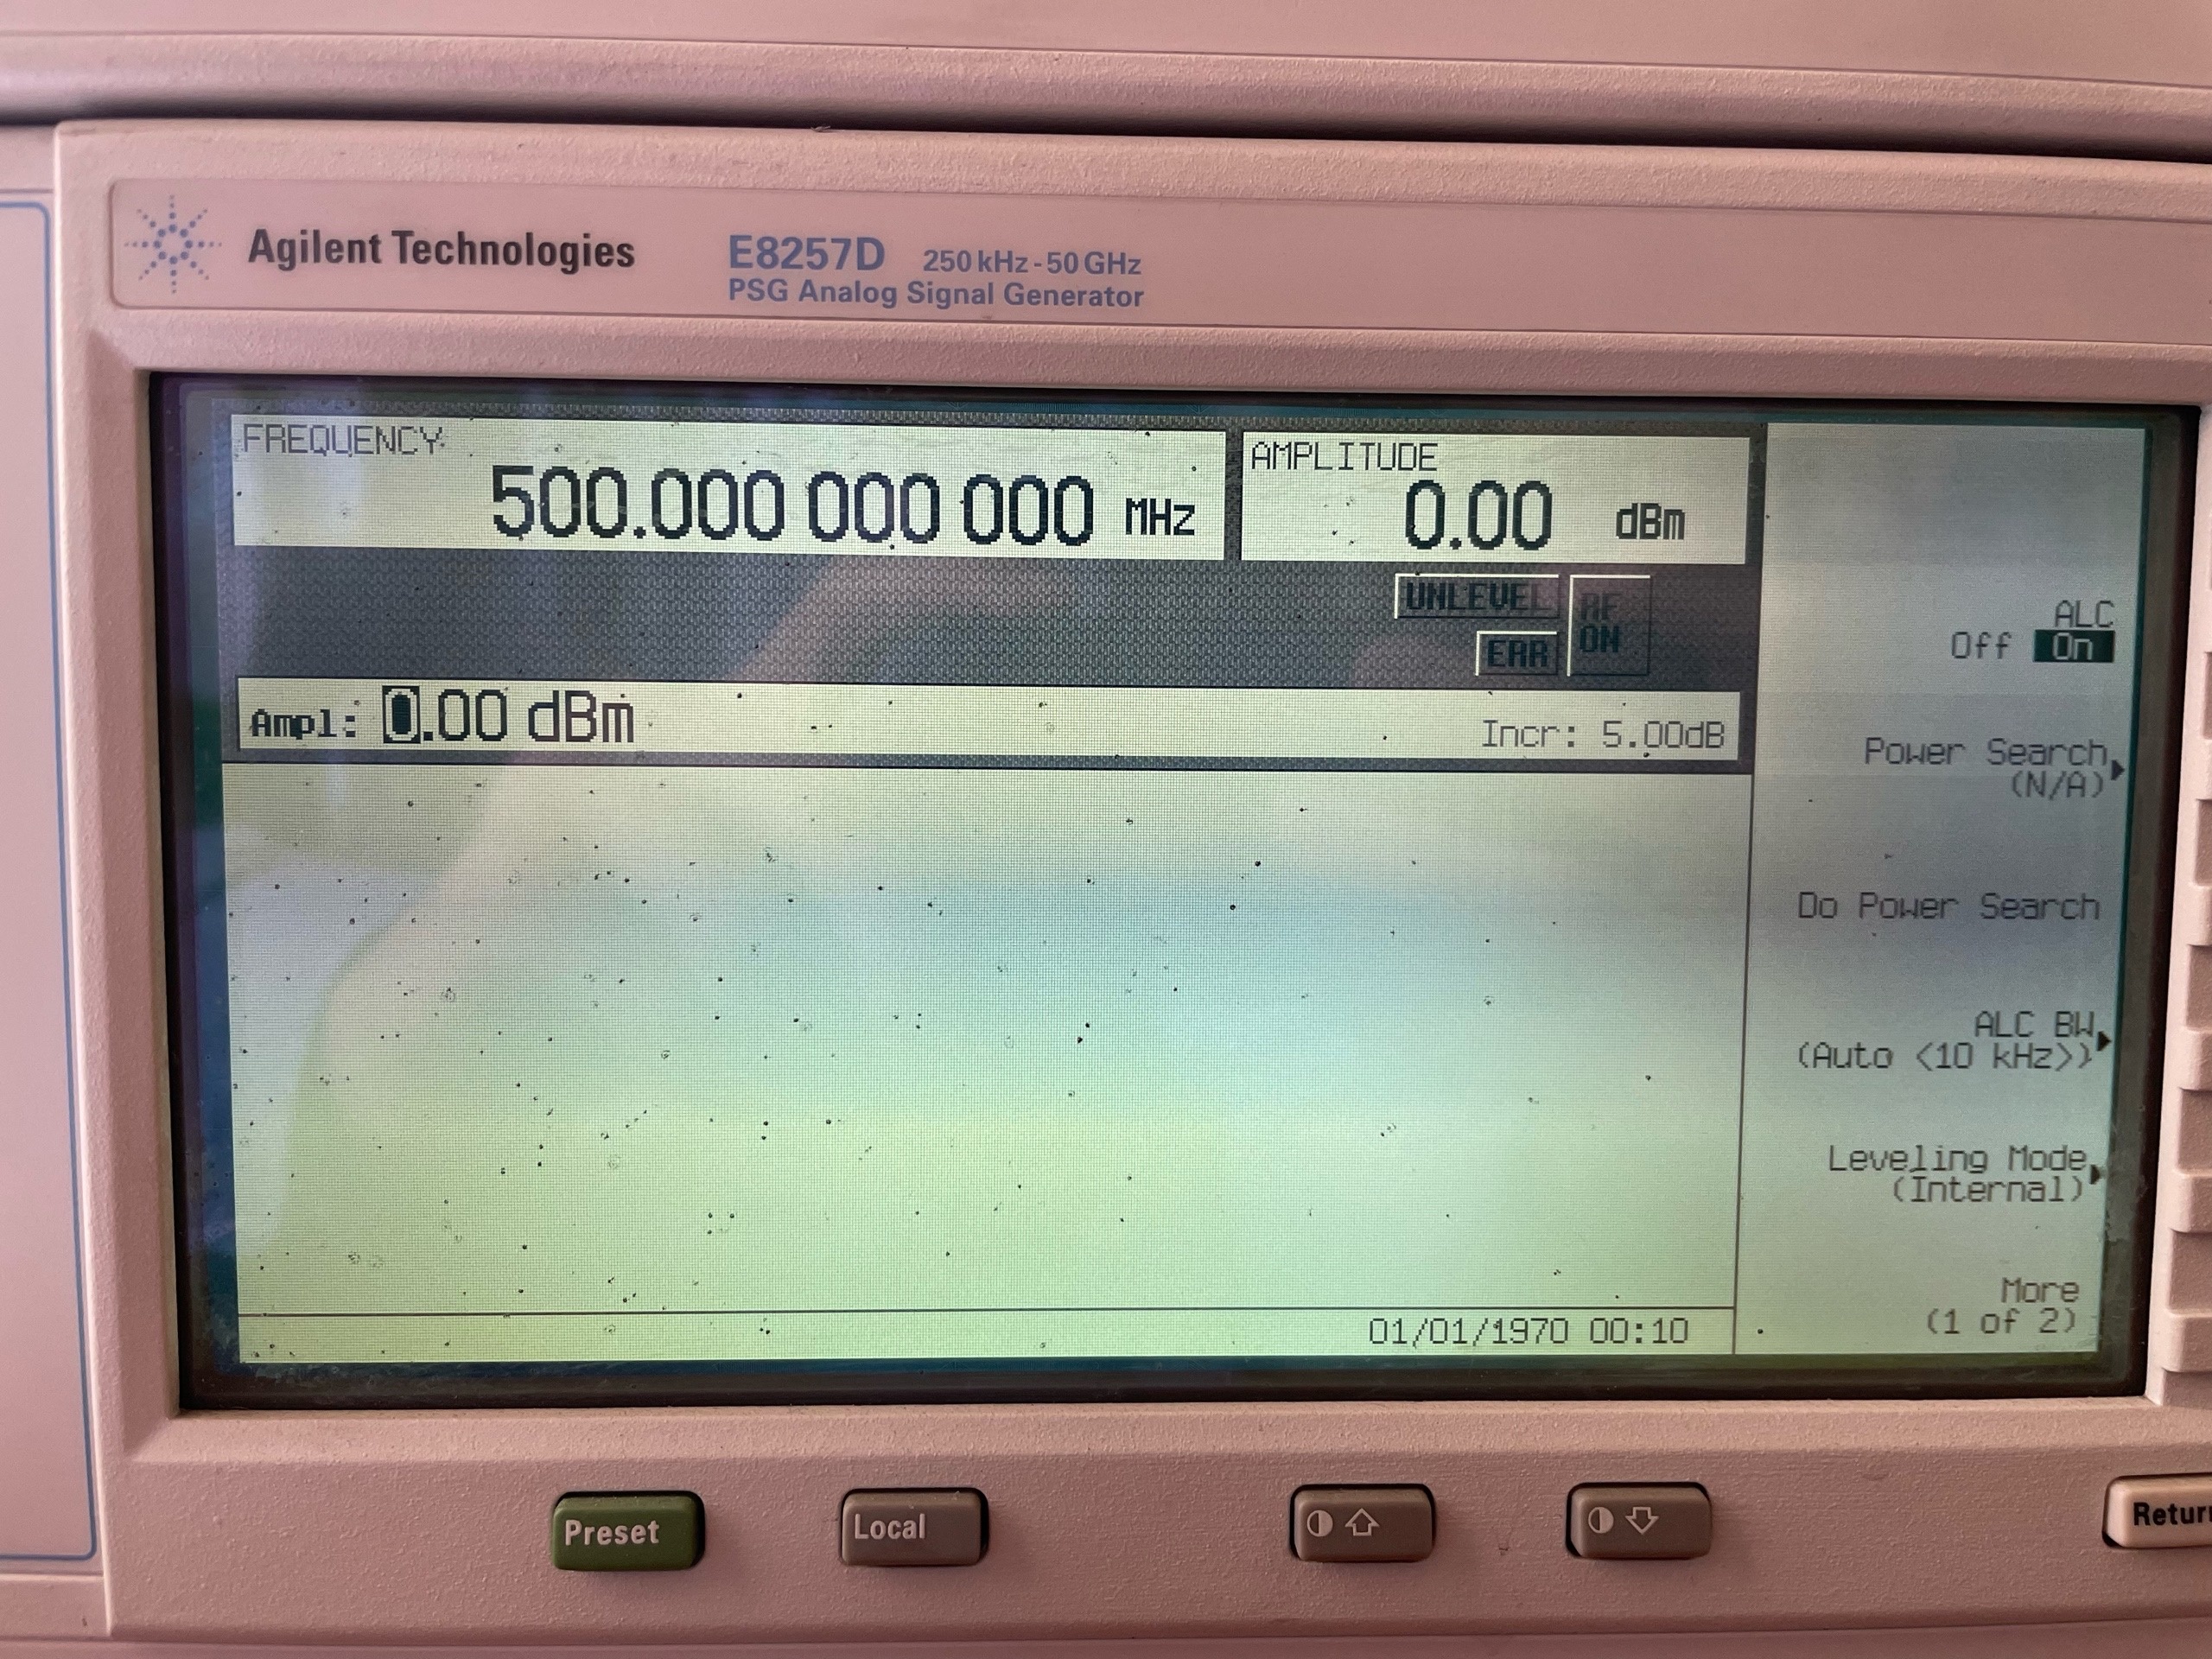 Agilent Technologies
E8257D 250 kHz - 50 GHz
PSG Analog Signal Generator
FREQUENCY
500.000 000 000 MHz
AMPLITUDE
0.00 dBm
UNLEVEL
RF
ON
ERR
Ampl: 0.00 dBm
Incr: 5.00dB
ALC
Off On
Power Search
(N/A)
Do Power Search
ALC BW
(Auto <10 kHz>)
Leveling Mode
(Internal)
More
(1 of 2)
01/01/1970 00:10
Preset
Local